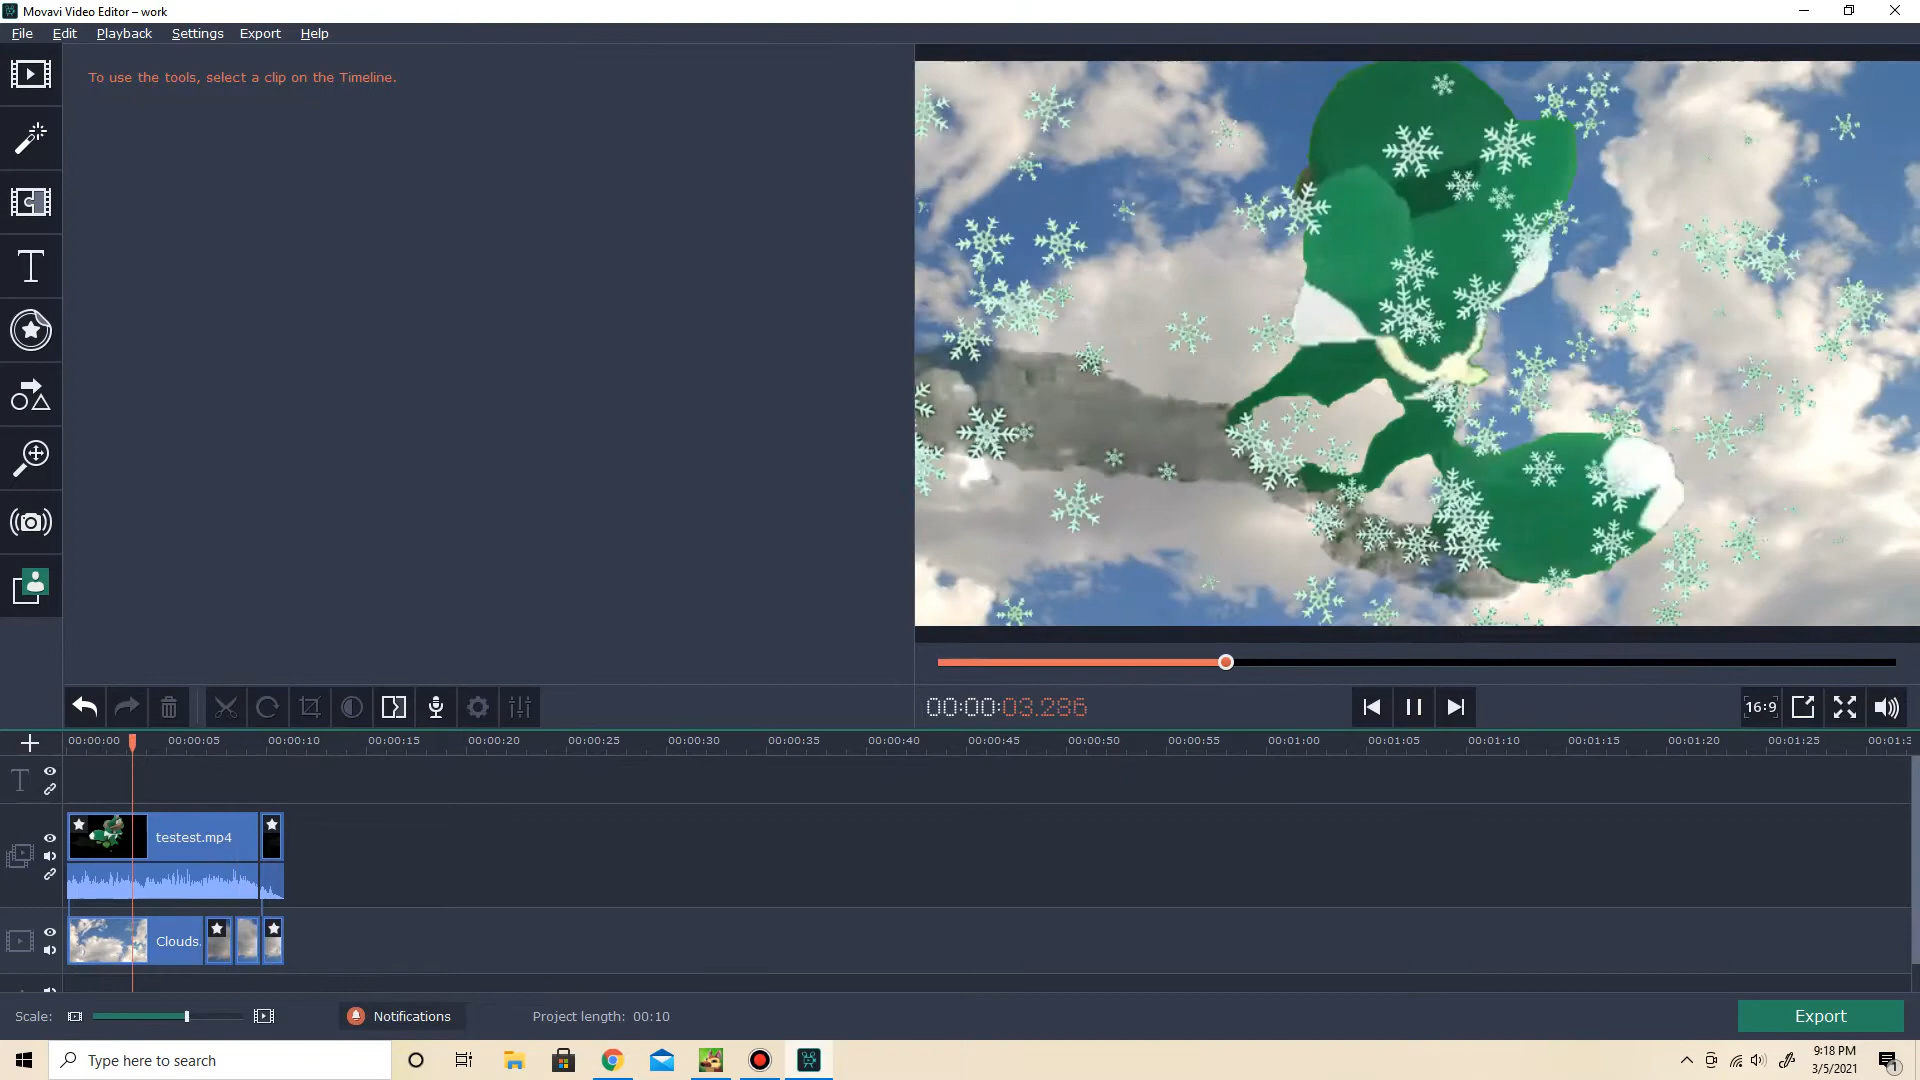 Movavi Video Editor – work
File Edit Playback Settings Export Help
To use the tools, select a clip on the Timeline.
T
00:00:03.286
16:9
00:00:00 00:00:05 00:00:10 00:00:15 00:00:20 00:00:25 00:00:30 00:00:35 00:00:40 00:00:45 00:00:50 00:00:55 00:01:00 00:01:05 00:01:10 00:01:15 00:01:20 00:01:25 00:01:3
T
testest.mp4
Clouds.
Scale: Notifications Project length: 00:10 Export
Type here to search
9:18 PM
3/5/2021
1